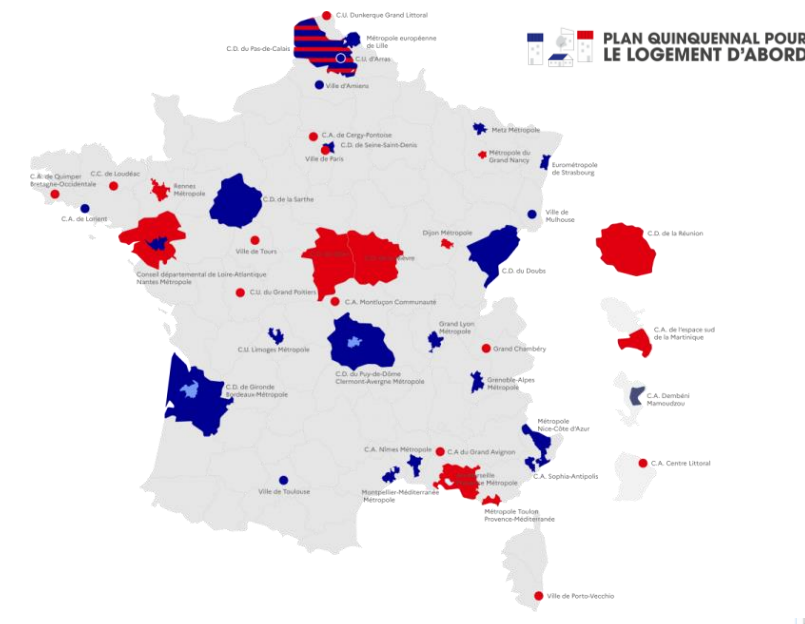 C.U. Dunkerque Grand Littoral
PLAN QUINQUENNAL POUR
LE LOGEMENT D'ABORD
Métropole européenne
de Lille
C.D. du Pas-de-Calais
C.U. d'Arras
Ville d'Amiens
Metz Métropole
C.A. de Cergy-Pontoise
C.D. de Seine-Saint-Denis
Ville de Paris
Métropole du
Grand Nancy
Eurométropole
de Strasbourg
C.A. de Quimper
Bretagne-Occidentale
C.C. de Loudéac
Rennes
Métropole
C.D. de la Sarthe
C.A. de Lorient
Ville de
Mulhouse
Dijon Métropole
C.D. de la Réunion
Ville de Tours
C.D. du Doubs
Conseil départemental de Loire-Atlantique
Nantes Métropole
C.U. du Grand Poitiers
C.A. Montluçon Communauté
Grand Lyon
Métropole
C.A. de l'espace sud
de la Martinique
C.U. Limoges Métropole
Grand Chambéry
C.D. du Puy-de-Dôme
Clermont-Avergne Métropole
Grenoble-Alpes
Métropole
C.D. de Gironde
Bordeaux-Métropole
C.A. Dembéni
Mamoudzou
Métropole
Nice-Côte d'Azur
C.A. Nîmes Métropole
C.A du Grand Avignon
C.A. Centre Littoral
C.A. Sophia-Antipolis
Ville de Toulouse
Montpellier-Méditerranée
Métropole
Métropole
Métropole Toulon
Provence-Méditerranée
Ville de Porto-Vecchio